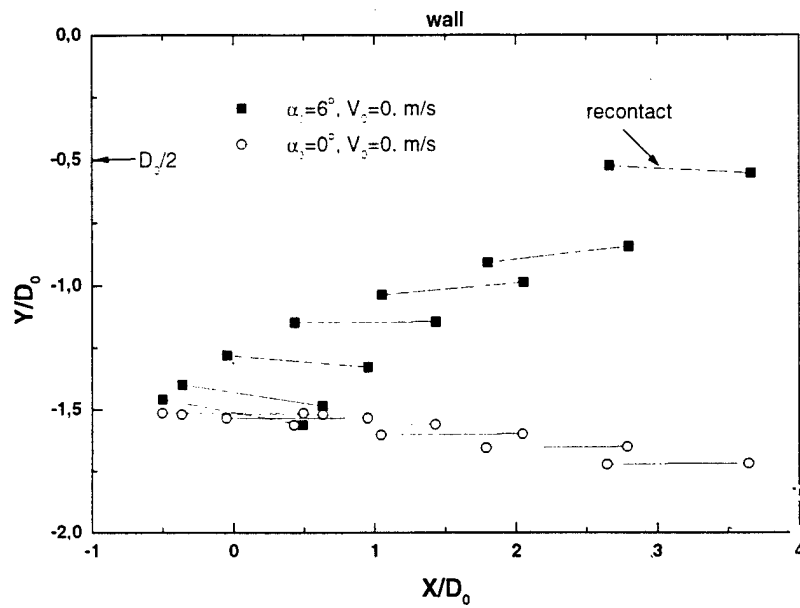 wall
0,0
α₀=6°, V₀=0. m/s
α₀=0°, V₀=0. m/s
recontact
-0,5
D₀/2
-1,0
Y/D₀
-1,5
-2,0
-1
0
1
2
3
4
X/D₀